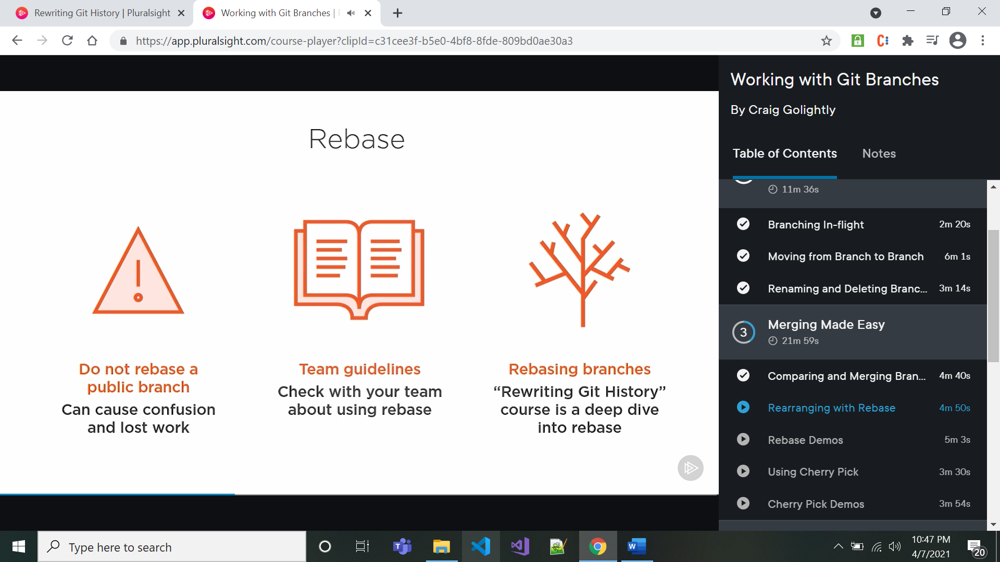 Rewriting Git History | Pluralsight
Working with Git Branches |
https://app.pluralsight.com/course-player?clipId=c31cee3f-b5e0-4bf8-8fde-809bd0ae30a3
Rebase
Do not rebase a
public branch
Can cause confusion
and lost work
Team guidelines
Check with your team
about using rebase
Rebasing branches
“Rewriting Git History”
course is a deep dive
into rebase
Working with Git Branches
By Craig Golightly
Table of Contents
Notes
11m 36s
Branching In-flight 2m 20s
Moving from Branch to Branch 6m 1s
Renaming and Deleting Branc... 3m 14s
3
Merging Made Easy
21m 59s
Comparing and Merging Bran... 4m 40s
Rearranging with Rebase 4m 50s
Rebase Demos 5m 3s
Using Cherry Pick 3m 30s
Cherry Pick Demos 3m 54s
Type here to search
10:47 PM
4/7/2021
20